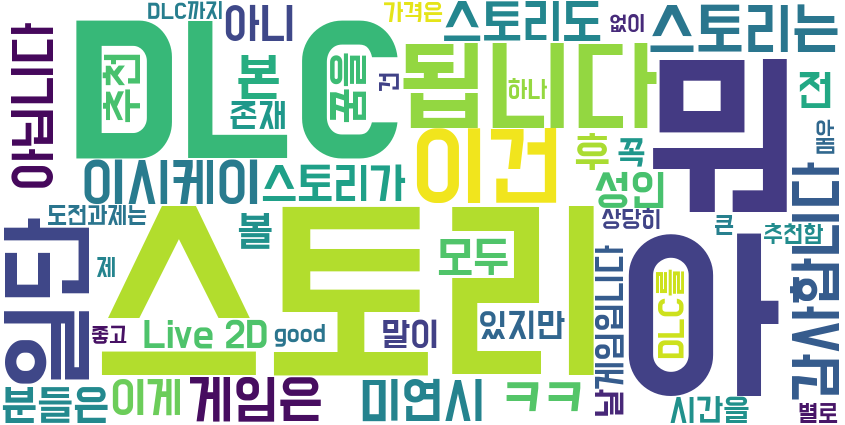 DLC까지
아니
가격은
스토리도
없이
스토리는
아닙니다
DLC
추천
꿈을
본
존재
건
됩니다
하나
뭐
전
아
봄
이시케이
스토리가
이건
후
꼭
성인
도전과제는
제
볼
모두
상당히
큰
추천함
감사합니다
일단
스토리
아
DLC를
좋고
Live 2D
good
말이
있지만
날게임입니다
분들은
이게
게임은
미연시
ㅋㅋ
시간을
별로